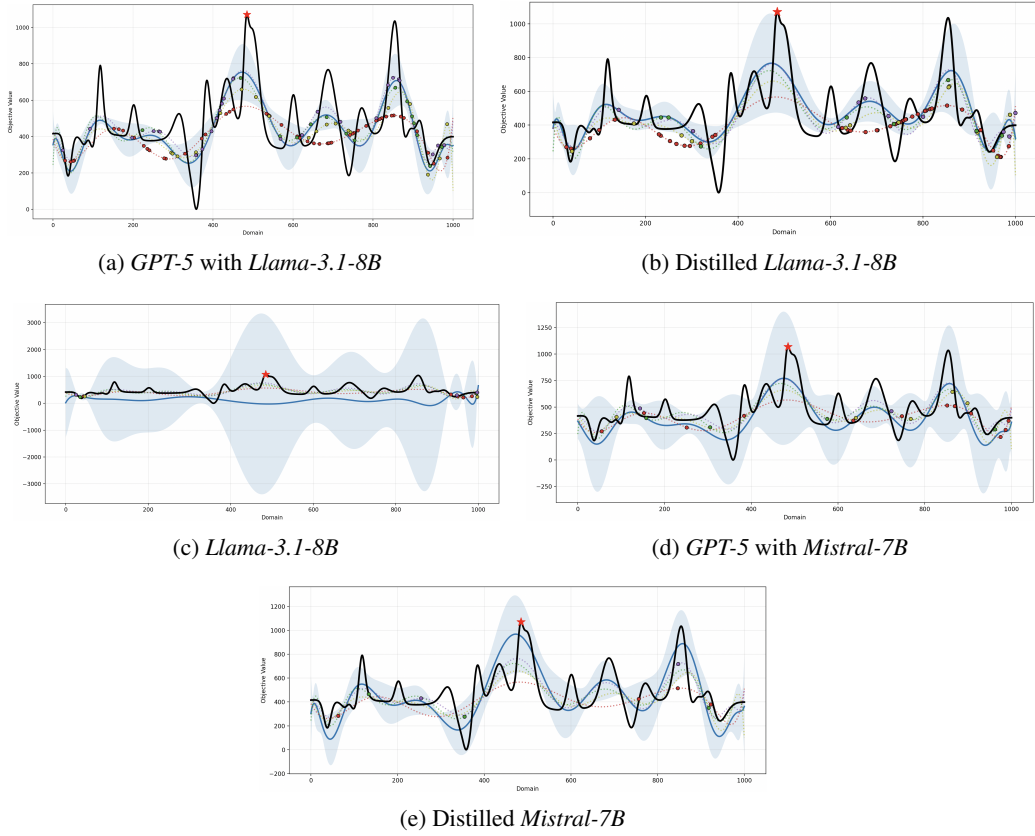 1000
800
600
400
200
0
Objective Value
0 200 400 600 800 1000
Domain
(a) GPT-5 with Llama-3.1-8B
1000
800
600
400
200
0
Objective Value
0 200 400 600 800 1000
Domain
(b) Distilled Llama-3.1-8B
3000
2000
1000
0
−1000
−2000
−3000
Objective Value
0 200 400 600 800 1000
Domain
(c) Llama-3.1-8B
1250
1000
750
500
250
0
−250
Objective Value
0 200 400 600 800 1000
Domain
(d) GPT-5 with Mistral-7B
1200
1000
800
600
400
200
0
−200
Objective Value
0 200 400 600 800 1000
Domain
(e) Distilled Mistral-7B